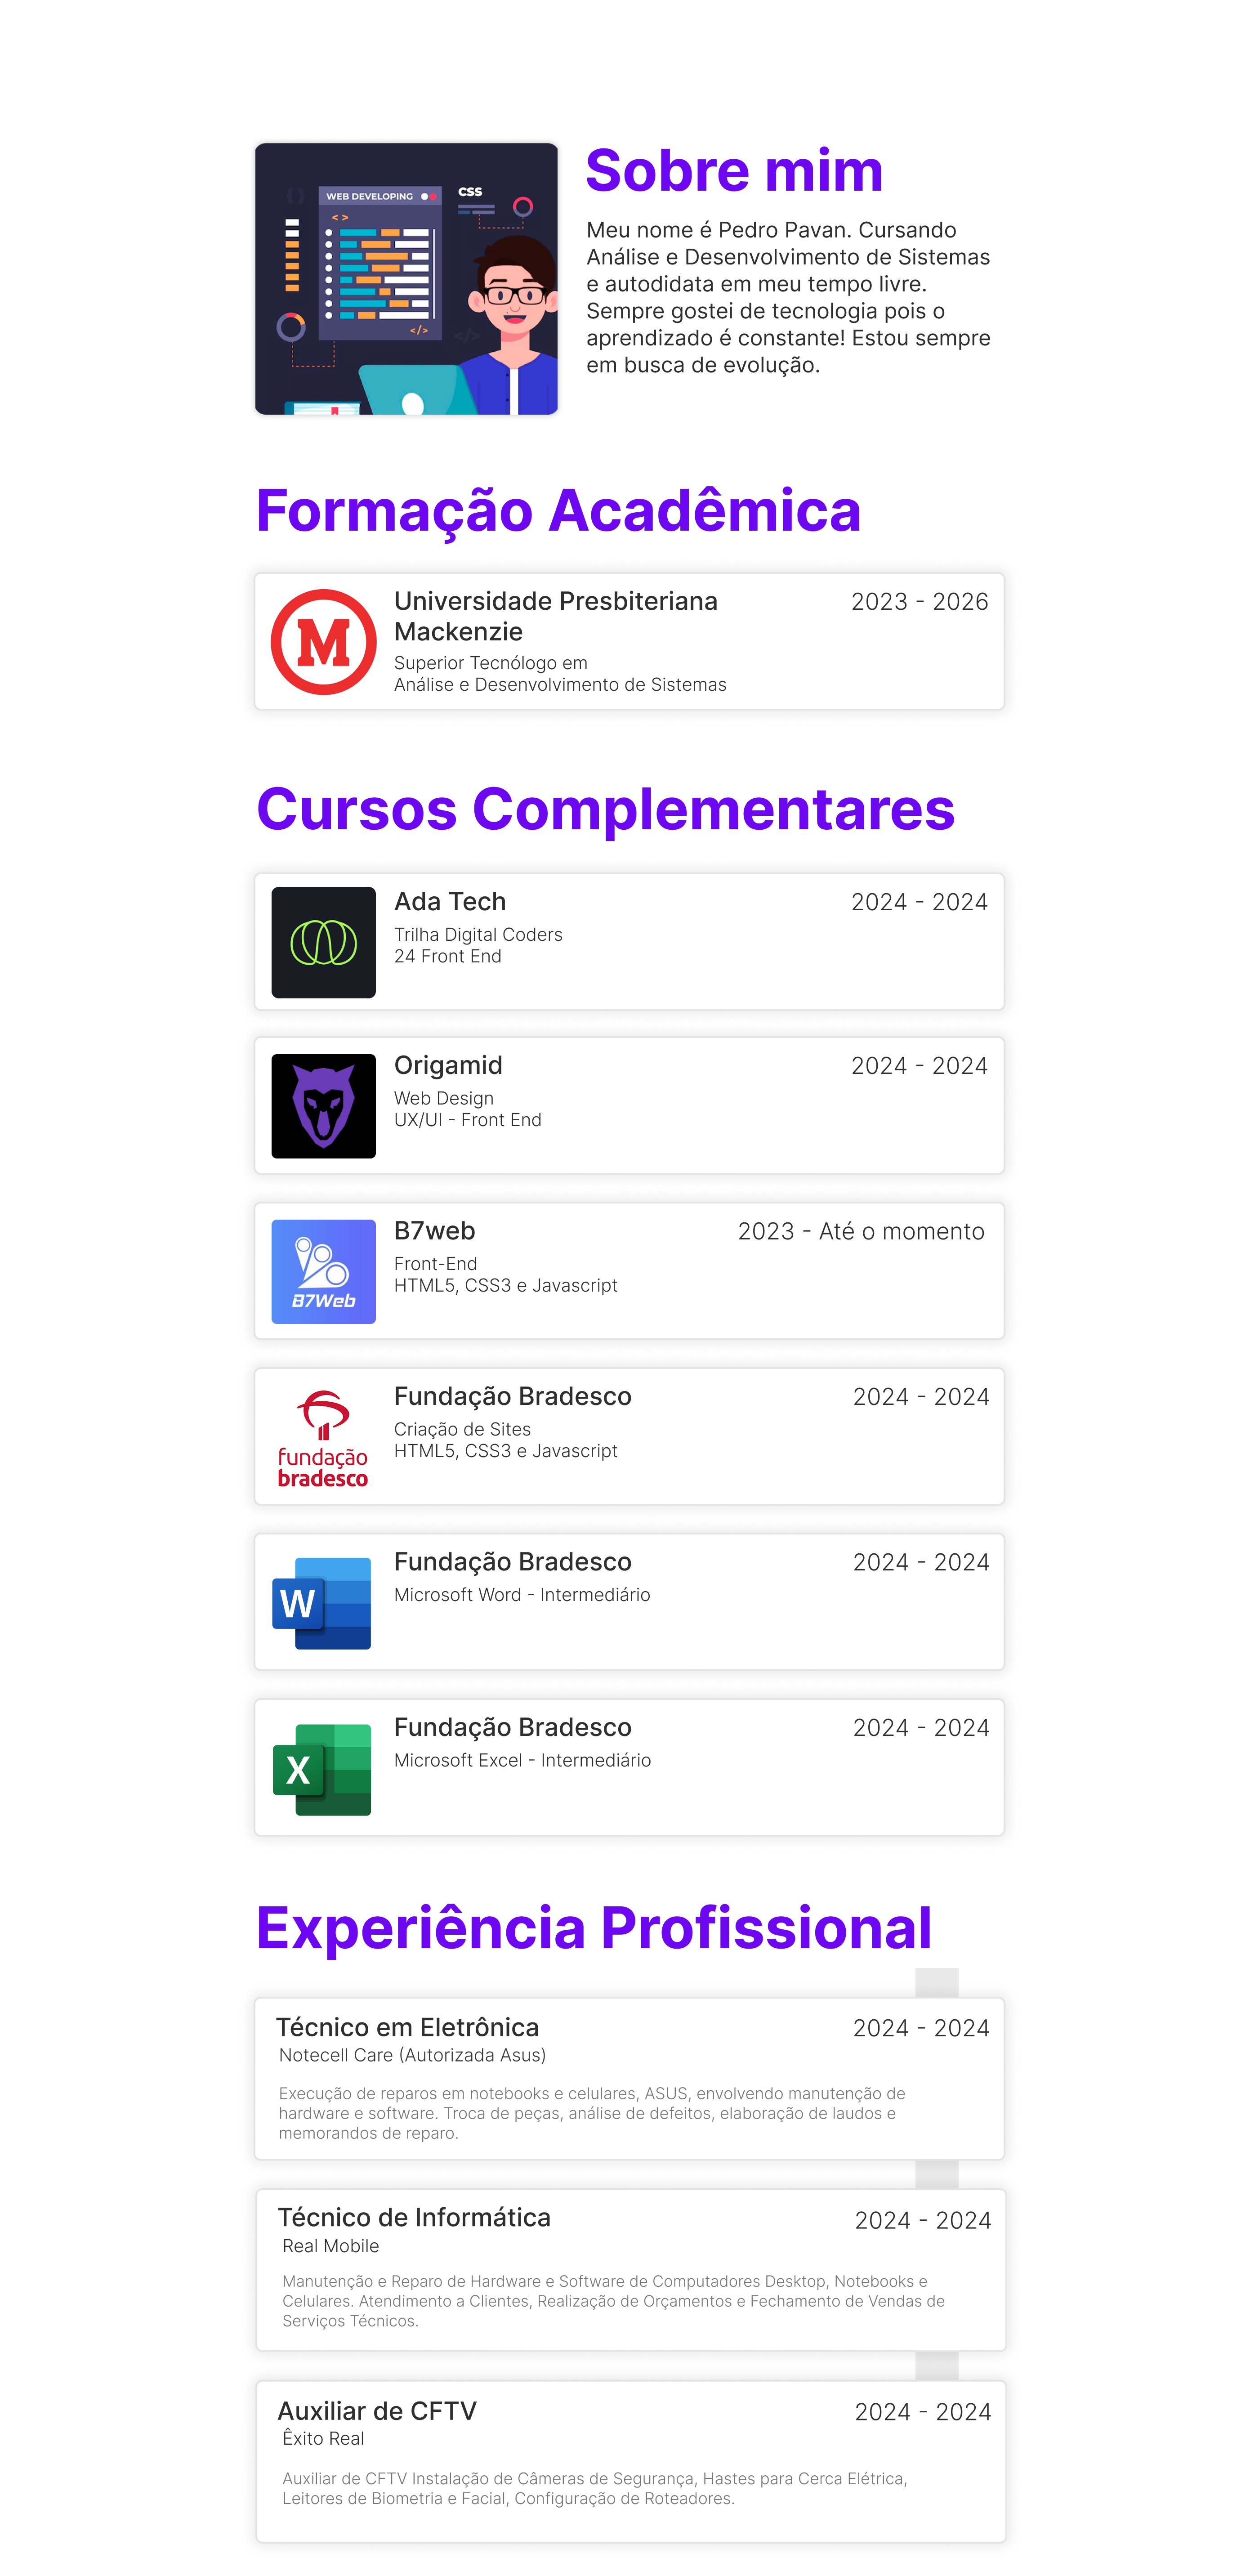 WEB DEVELOPING
CSS
< >
</>
</>
Sobre mim
Meu nome é Pedro Pavan. Cursando
Análise e Desenvolvimento de Sistemas
e autodidata em meu tempo livre.
Sempre gostei de tecnologia pois o
aprendizado é constante! Estou sempre
em busca de evolução.
Formação Acadêmica
M
Universidade Presbiteriana
Mackenzie
2023 - 2026
Superior Tecnólogo em
Análise e Desenvolvimento de Sistemas
Cursos Complementares
Ada Tech
2024 - 2024
Trilha Digital Coders
24 Front End
Origamid
2024 - 2024
Web Design
UX/UI - Front End
B7Web
B7web
2023 - Até o momento
Front-End
HTML5, CSS3 e Javascript
fundação
bradesco
Fundação Bradesco
2024 - 2024
Criação de Sites
HTML5, CSS3 e Javascript
W
Fundação Bradesco
2024 - 2024
Microsoft Word - Intermediário
X
Fundação Bradesco
2024 - 2024
Microsoft Excel - Intermediário
Experiência Profissional
Técnico em Eletrônica
2024 - 2024
Notecell Care (Autorizada Asus)
Execução de reparos em notebooks e celulares, ASUS, envolvendo manutenção de
hardware e software. Troca de peças, análise de defeitos, elaboração de laudos e
memorandos de reparo.
Técnico de Informática
2024 - 2024
Real Mobile
Manutenção e Reparo de Hardware e Software de Computadores Desktop, Notebooks e
Celulares. Atendimento a Clientes, Realização de Orçamentos e Fechamento de Vendas de
Serviços Técnicos.
Auxiliar de CFTV
2024 - 2024
Êxito Real
Auxiliar de CFTV Instalação de Câmeras de Segurança, Hastes para Cerca Elétrica,
Leitores de Biometria e Facial, Configuração de Roteadores.